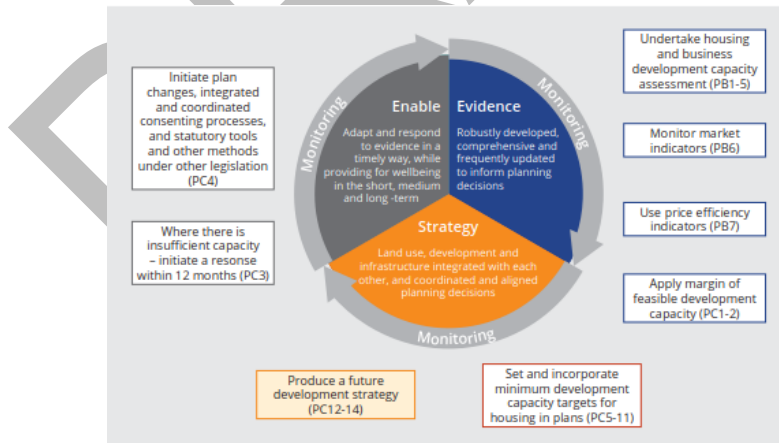 Initiate plan
changes, integrated
and coordinated
consenting processes,
and statutory tools
and other methods
under other legislation
(PC4)
Where there is
insufficient capacity
– initiate a resonse
within 12 months (PC3)
Monitoring
Enable
Adapt and respond
to evidence in a
timely way, while
providing for wellbeing
in the short, medium
and long -term
Evidence
Robustly developed,
comprehensive and
frequently updated
to inform planning
decisions
Monitoring
Strategy
Land use, development and
infrastructure integrated with each
other, and coordinated and aligned
planning decisions
Monitoring
Undertake housing
and business
development capacity
assessment (PB1-5)
Monitor market
indicators (PB6)
Use price efficiency
indicators (PB7)
Apply margin of
feasible development
capacity (PC1-2)
Produce a future
development strategy
(PC12-14)
Set and incorporate
minimum development
capacity targets for
housing in plans (PC5-11)